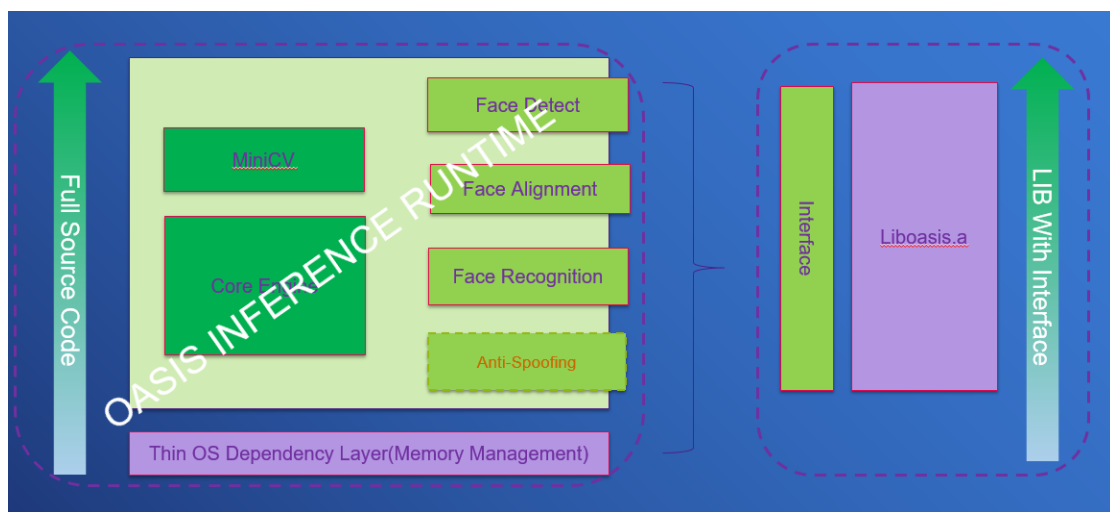 Full Source Code
OASIS INFERENCE RUNTIME
MiniCV
Core Engine
Face Detect
Face Alignment
Face Recognition
Anti-Spoofing
Thin OS Dependency Layer(Memory Management)
Interface
Liboasis.a
LIB With Interface